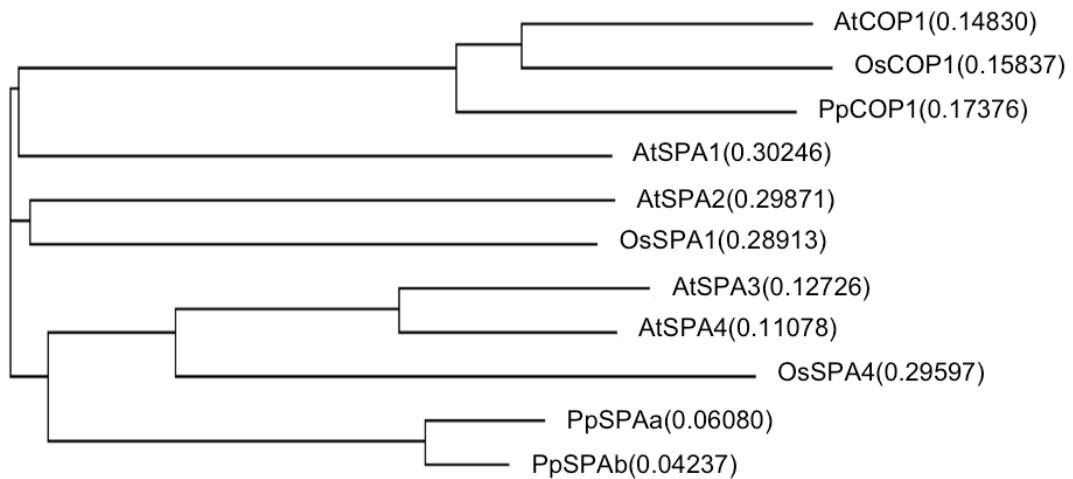 AtCOP1(0.14830)
OsCOP1(0.15837)
PpCOP1(0.17376)
AtSPA1(0.30246)
AtSPA2(0.29871)
OsSPA1(0.28913)
AtSPA3(0.12726)
AtSPA4(0.11078)
OsSPA4(0.29597)
PpSPAa(0.06080)
PpSPAb(0.04237)